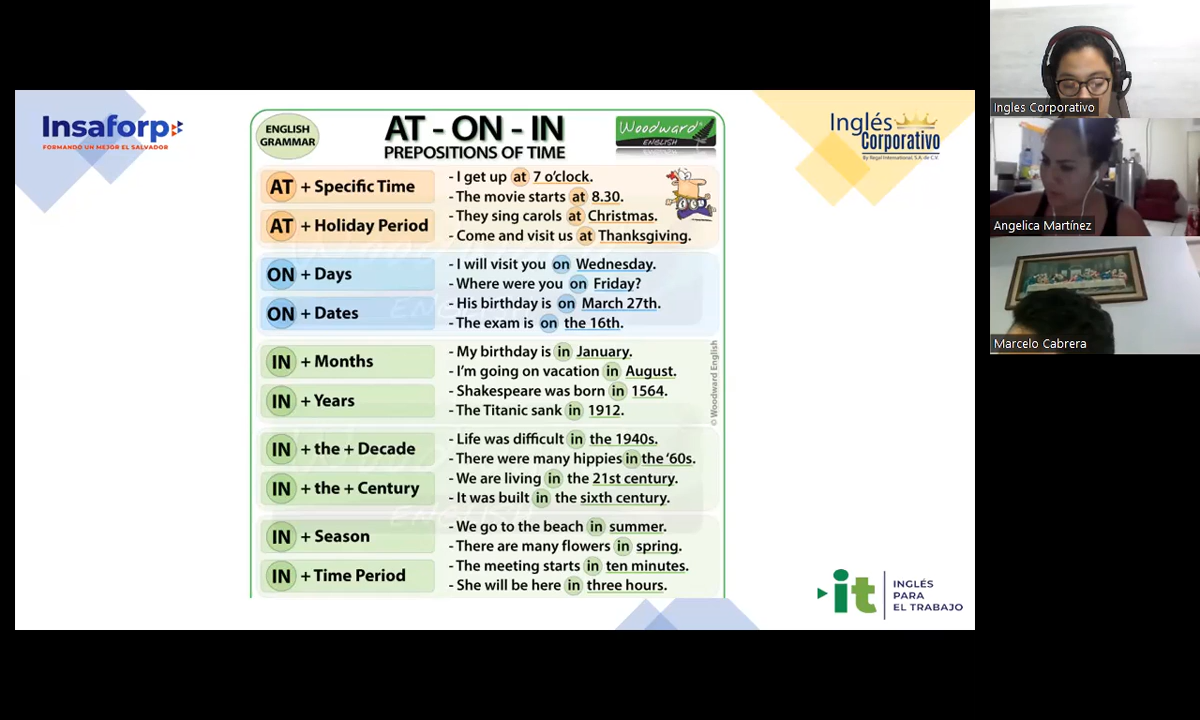 Insaforp
FORMANDO UN MEJOR EL SALVADOR
ENGLISH
GRAMMAR
AT - ON - IN
PREPOSITIONS OF TIME
Woodward®
ENGLISH
Inglés
Corporativo
By Regal International, S.A. de C.V.
AT + Specific Time
- I get up at 7 o'clock.
- The movie starts at 8.30.
AT + Holiday Period
- They sing carols at Christmas.
- Come and visit us at Thanksgiving.
ON + Days
- I will visit you on Wednesday.
- Where were you on Friday?
ON + Dates
- His birthday is on March 27th.
- The exam is on the 16th.
IN + Months
- My birthday is in January.
- I'm going on vacation in August.
IN + Years
- Shakespeare was born in 1564.
- The Titanic sank in 1912.
© Woodward English
IN + the + Decade
- Life was difficult in the 1940s.
- There were many hippies in the '60s.
IN + the + Century
- We are living in the 21st century.
- It was built in the sixth century.
IN + Season
- We go to the beach in summer.
- There are many flowers in spring.
IN + Time Period
- The meeting starts in ten minutes.
- She will be here in three hours.
it
INGLÉS
PARA
EL TRABAJO
Ingles Corporativo
Angelica Martínez
Marcelo Cabrera